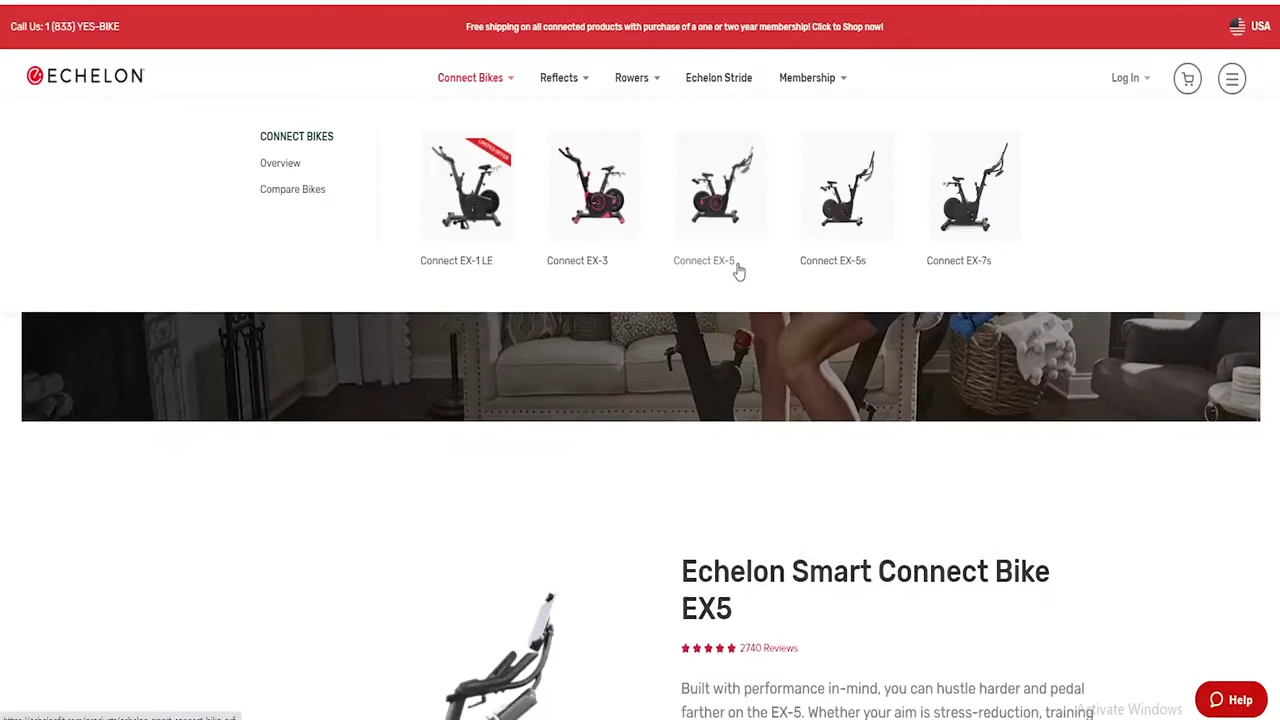 Call Us: 1 (833) YES-BIKE
Free shipping on all connected products with purchase of a one or two year membership! Click to Shop now!
USA
ECHELON
Connect Bikes
Reflects
Rowers
Echelon Stride
Membership
Log In
CONNECT BIKES
Overview
Compare Bikes
LIMITED OFFER
Connect EX-1 LE
Connect EX-3
Connect EX-5
Connect EX-5s
Connect EX-7s
Echelon Smart Connect Bike
EX5
2740 Reviews
Built with performance in-mind, you can hustle harder and pedal
farther on the EX-5. Whether your aim is stress-reduction, training
Activate Windows
Help